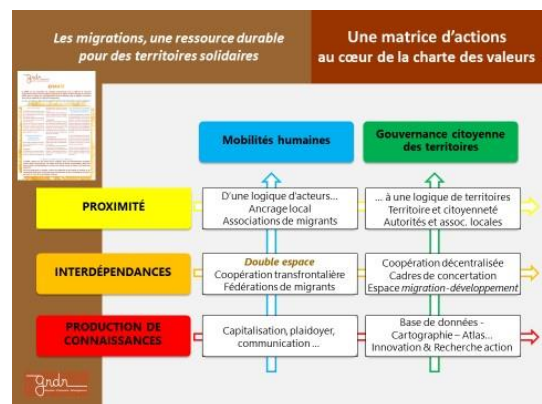 Les migrations, une ressource durable
pour des territoires solidaires
Une matrice d'actions
au cœur de la charte des valeurs
grdr
Mobilités humaines
Gouvernance citoyenne
des territoires
PROXIMITÉ
D'une logique d'acteurs...
Ancrage local
Associations de migrants
... à une logique de territoires
Territoire et citoyenneté
Autorités et assoc. locales
INTERDÉPENDANCES
Double espace
Coopération transfrontalière
Fédérations de migrants
Coopération décentralisée
Cadres de concertation
Espace migration-développement
PRODUCTION DE
CONNAISSANCES
Capitalisation, plaidoyer,
communication ...
Base de données -
Cartographie – Atlas...
Innovation & Recherche action
grdr